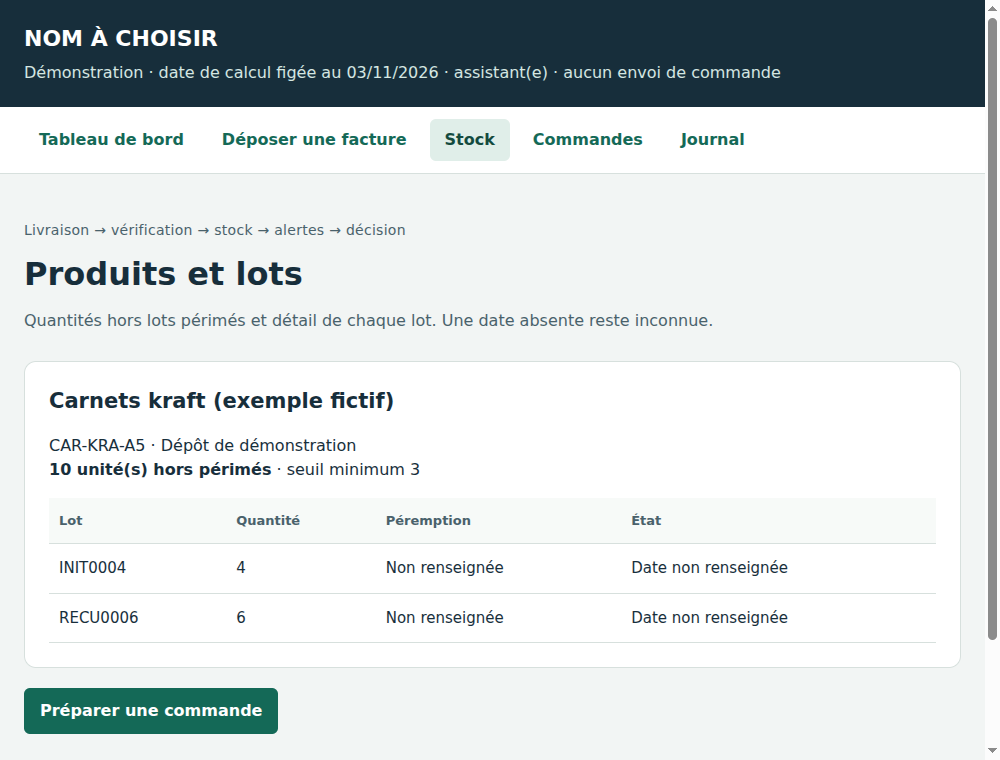 NOM À CHOISIR
Démonstration · date de calcul figée au 03/11/2026 · assistant(e) · aucun envoi de commande
Tableau de bord Déposer une facture Stock Commandes Journal
Livraison → vérification → stock → alertes → décision
Produits et lots
Quantités hors lots périmés et détail de chaque lot. Une date absente reste inconnue.
Carnets kraft (exemple fictif)
CAR-KRA-A5 · Dépôt de démonstration
10 unité(s) hors périmés · seuil minimum 3
Lot Quantité Péremption État
INIT0004 4 Non renseignée Date non renseignée
RECU0006 6 Non renseignée Date non renseignée
Préparer une commande